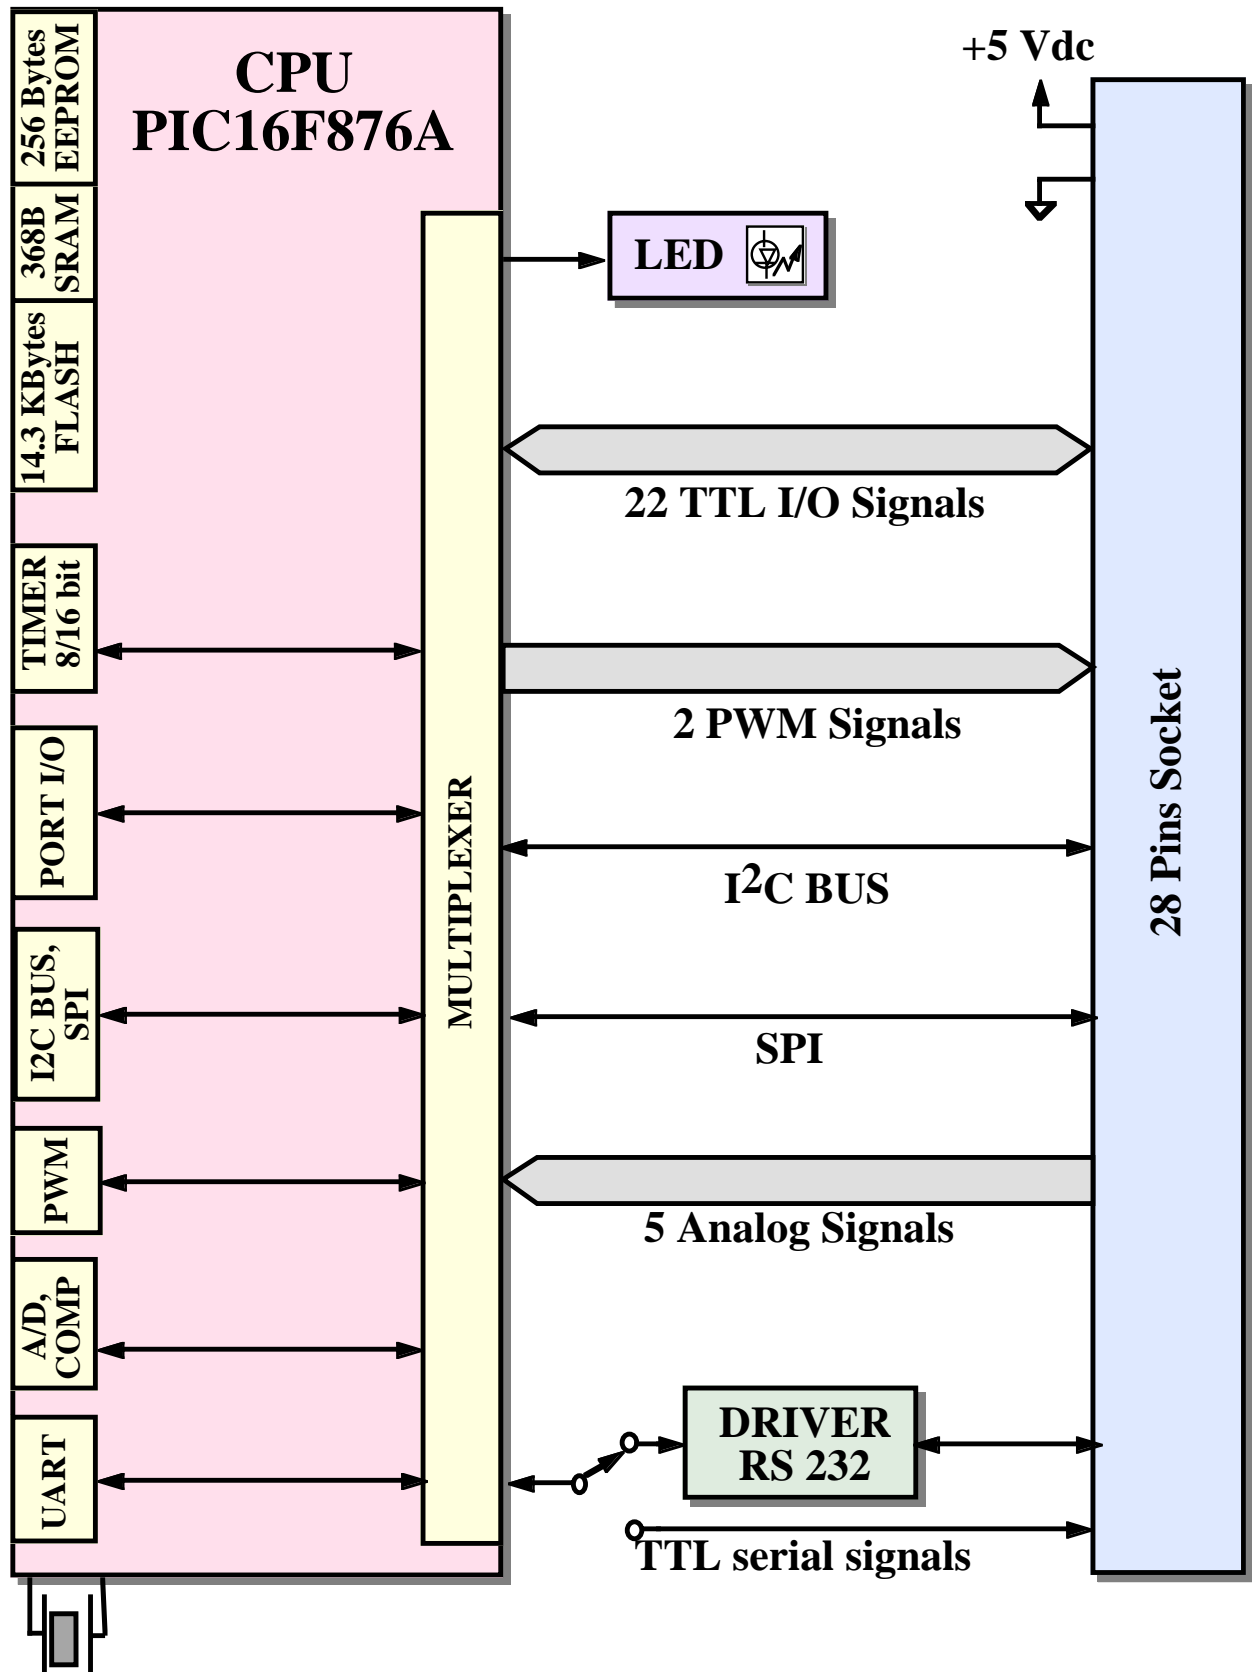 CPU
PIC16F876A
256 Bytes
EEPROM
368B
SRAM
14.3 KBytes
FLASH
TIMER
8/16 bit
PORT I/O
I2C BUS,
SPI
PWM
A/D,
COMP
UART
MULTIPLEXER
LED
+5 Vdc
22 TTL I/O Signals
2 PWM Signals
I2C BUS
SPI
5 Analog Signals
DRIVER
RS 232
TTL serial signals
28 Pins Socket